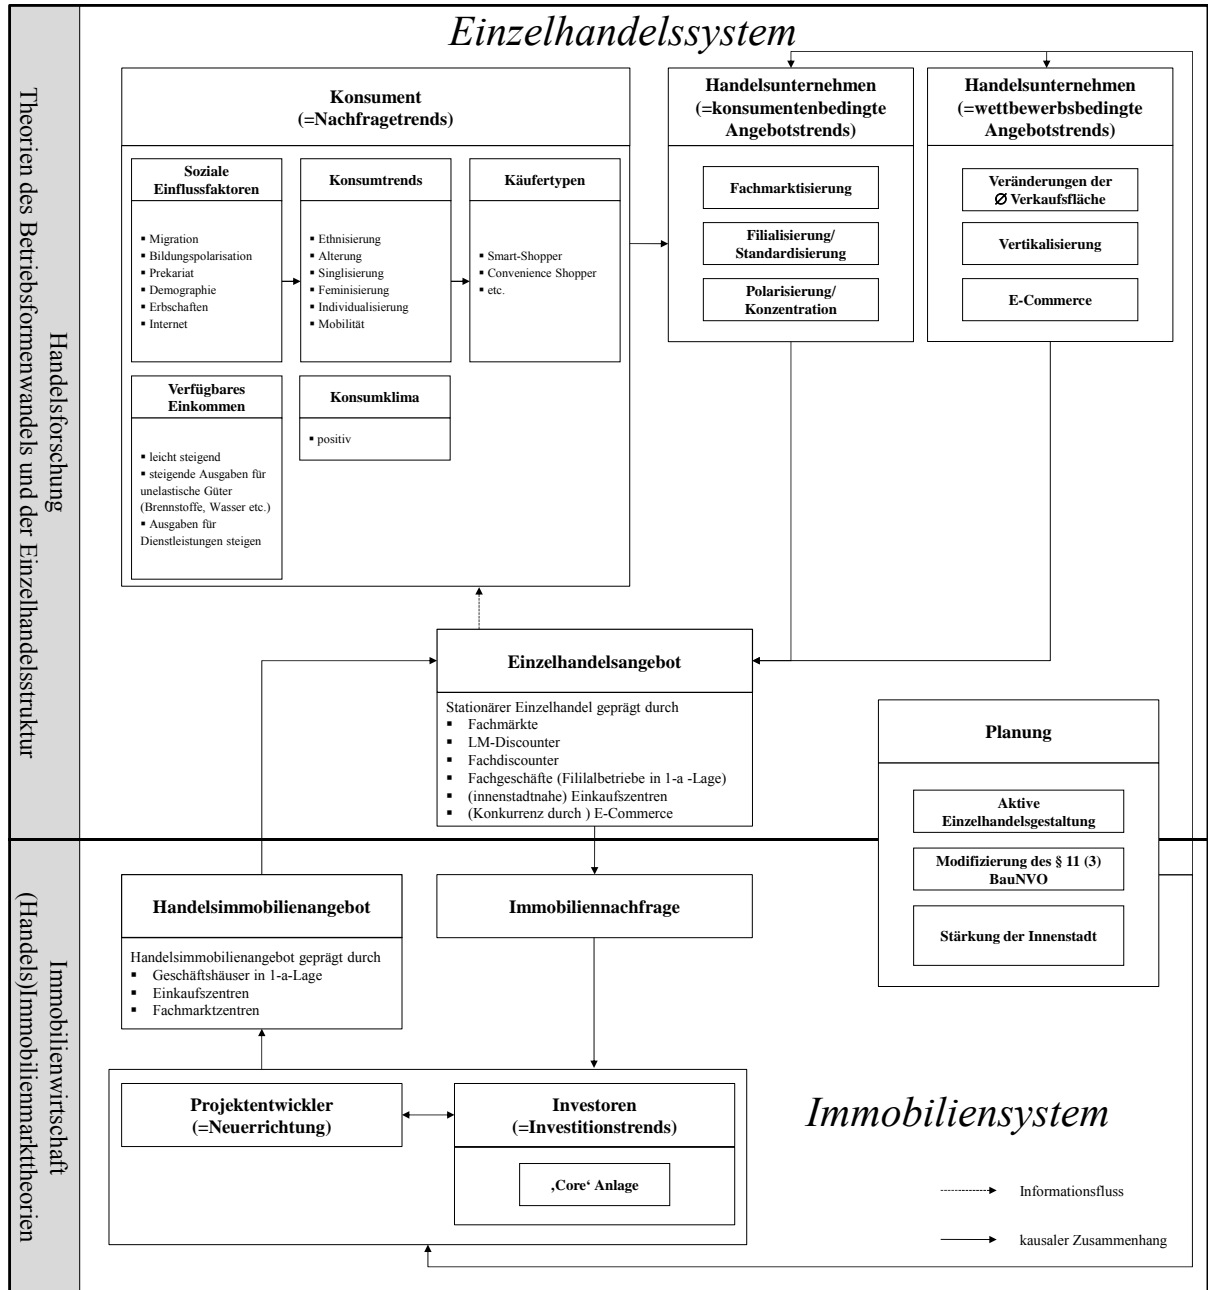 Einzelhandelssystem
Theorien des Betriebsformenwandels und der Einzelhandelsstruktur
Handelsforschung
Konsument
(=Nachfragetrends)
Soziale
Einflussfaktoren
▪ Migration
▪ Bildungspolarisation
▪ Prekariat
▪ Demographie
▪ Erbschaften
▪ Internet
Konsumtrends
▪ Ethnisierung
▪ Alterung
▪ Singlisierung
▪ Feminisierung
▪ Individualisierung
▪ Mobilität
Käufertypen
▪ Smart-Shopper
▪ Convenience Shopper
▪ etc.
Verfügbares
Einkommen
▪ leicht steigend
▪ steigende Ausgaben für
unelastische Güter
(Brennstoffe, Wasser etc.)
▪ Ausgaben für
Dienstleistungen steigen
Konsumklima
▪ positiv
Handelsunternehmen
(=konsumentenbedingte
Angebotstrends)
Fachmarktisierung
Filialisierung/
Standardisierung
Polarisierung/
Konzentration
Handelsunternehmen
(=wettbewerbsbedingte
Angebotstrends)
Veränderungen der
Ø Verkaufsfläche
Vertikalisierung
E-Commerce
Einzelhandelsangebot
Stationärer Einzelhandel geprägt durch
▪ Fachmärkte
▪ LM-Discounter
▪ Fachdiscounter
▪ Fachgeschäfte (Fililalbetriebe in 1-a -Lage)
▪ (innenstadtnahe) Einkaufszentren
▪ (Konkurrenz durch ) E-Commerce
Planung
Aktive
Einzelhandelsgestaltung
Modifizierung des § 11 (3)
BauNVO
Stärkung der Innenstadt
(Handels)Immobilienmarkttheorien
Immobilienwirtschaft
Handelsimmobilienangebot
Handelsimmobilienangebot geprägt durch
▪ Geschäftshäuser in 1-a-Lage
▪ Einkaufszentren
▪ Fachmarktzentren
Immobiliennachfrage
Projektentwickler
(=Neuerrichtung)
Investoren
(=Investitionstrends)
‚Core‘ Anlage
Immobiliensystem
Informationsfluss
kausaler Zusammenhang